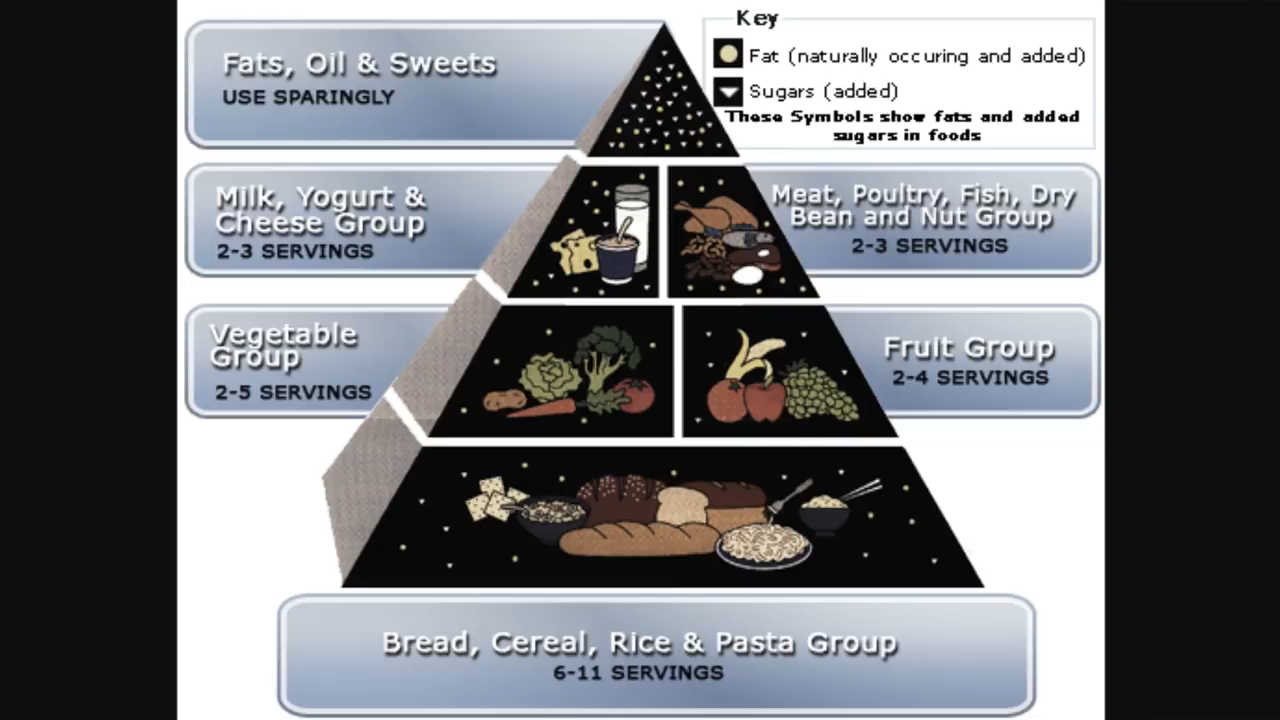 Key
Fat (naturally occuring and added)
Sugars (added)
These Symbols show fats and added
sugars in foods
Fats, Oil & Sweets
USE SPARINGLY
Milk, Yogurt &
Cheese Group
2-3 SERVINGS
Meat, Poultry, Fish, Dry
Bean and Nut Group
2-3 SERVINGS
Vegetable
Group
2-5 SERVINGS
Fruit Group
2-4 SERVINGS
Bread, Cereal, Rice & Pasta Group
6-11 SERVINGS